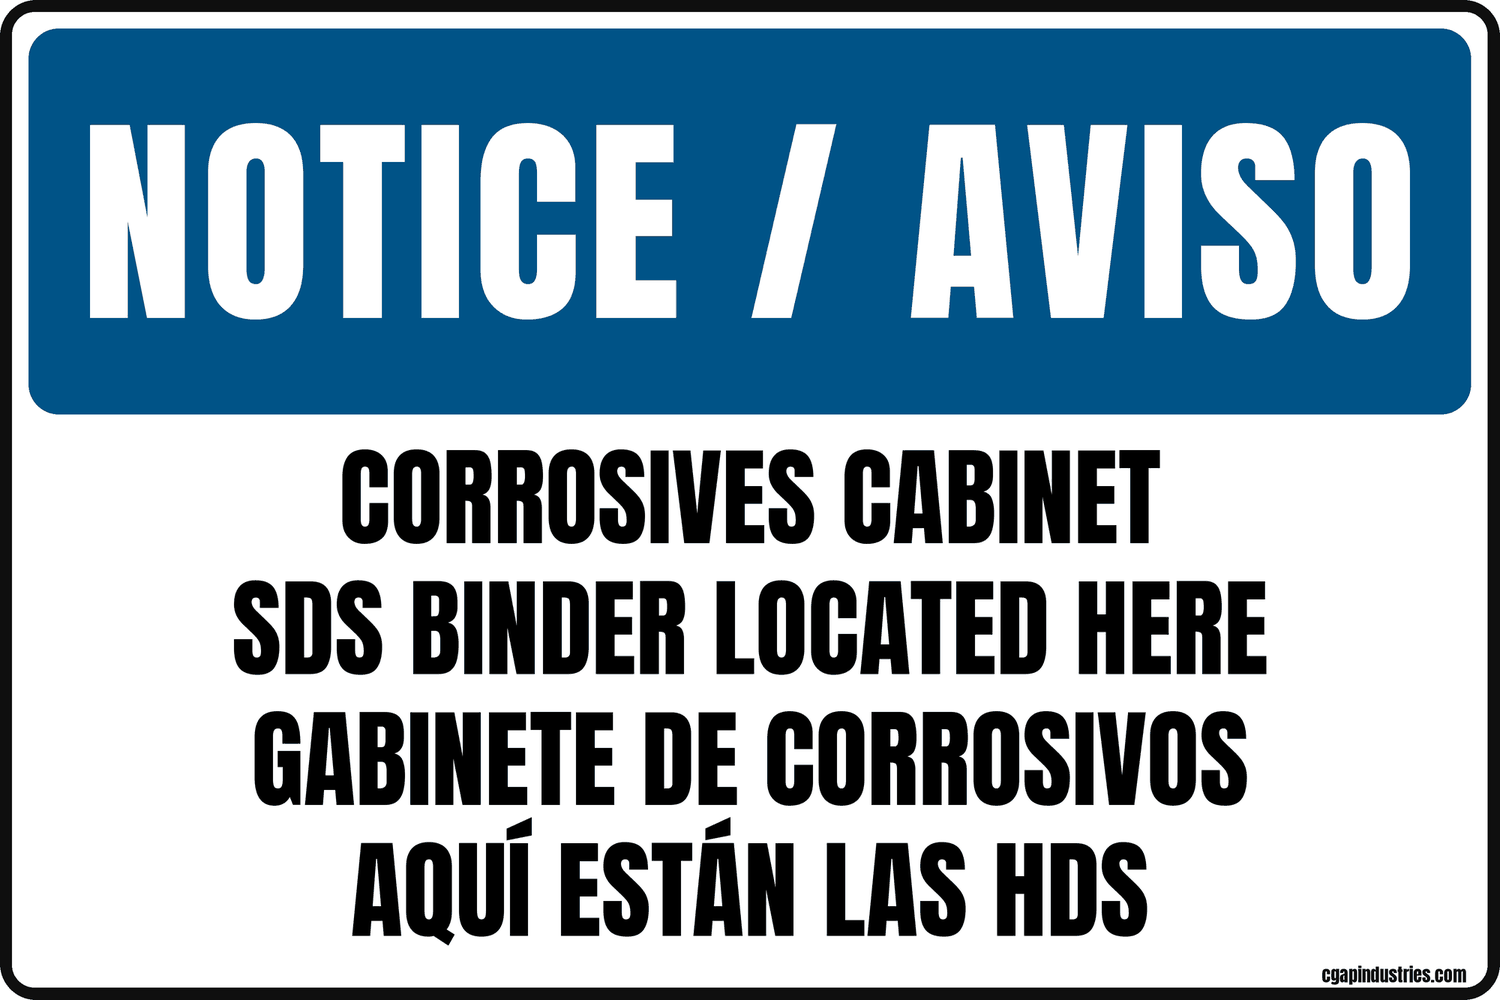 NOTICE / AVISO
CORROSIVES CABINET
SDS BINDER LOCATED HERE
GABINETE DE CORROSIVOS
AQUÍ ESTÁN LAS HDS
cgapindustries.com